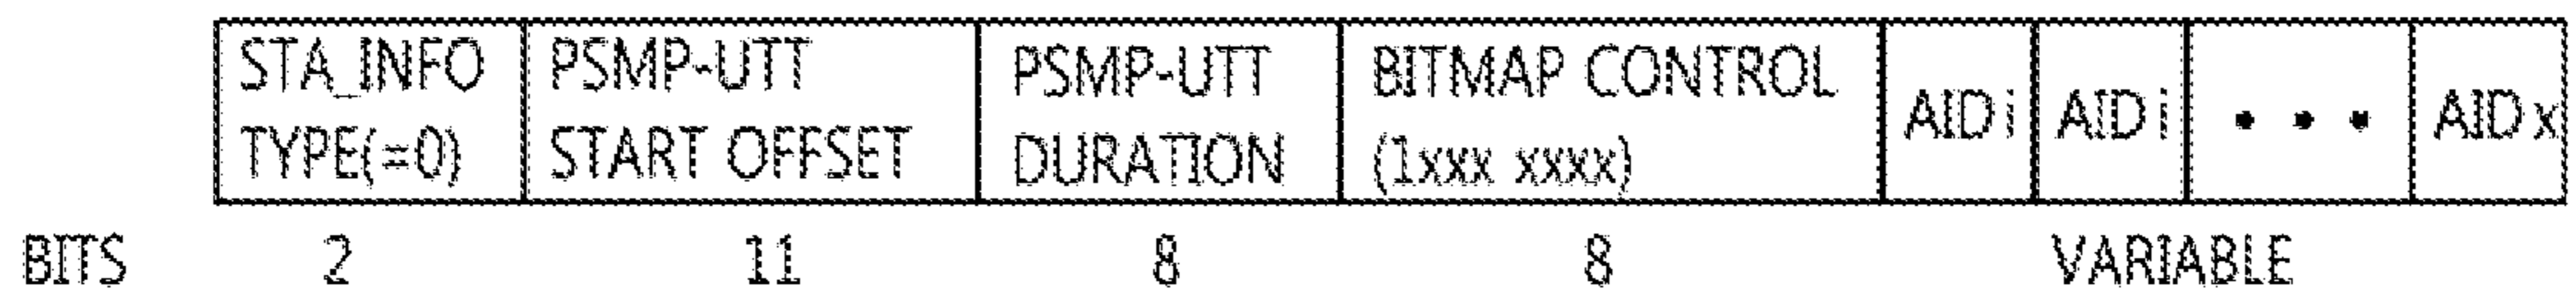 STA_INFO TYPE(=0)
PSMP-UTT START OFFSET
PSMP-UTT DURATION
BITMAP CONTROL (1xxx xxxx)
AID i
AID i
• • •
AID x
BITS 2 11 8 8 VARIABLE